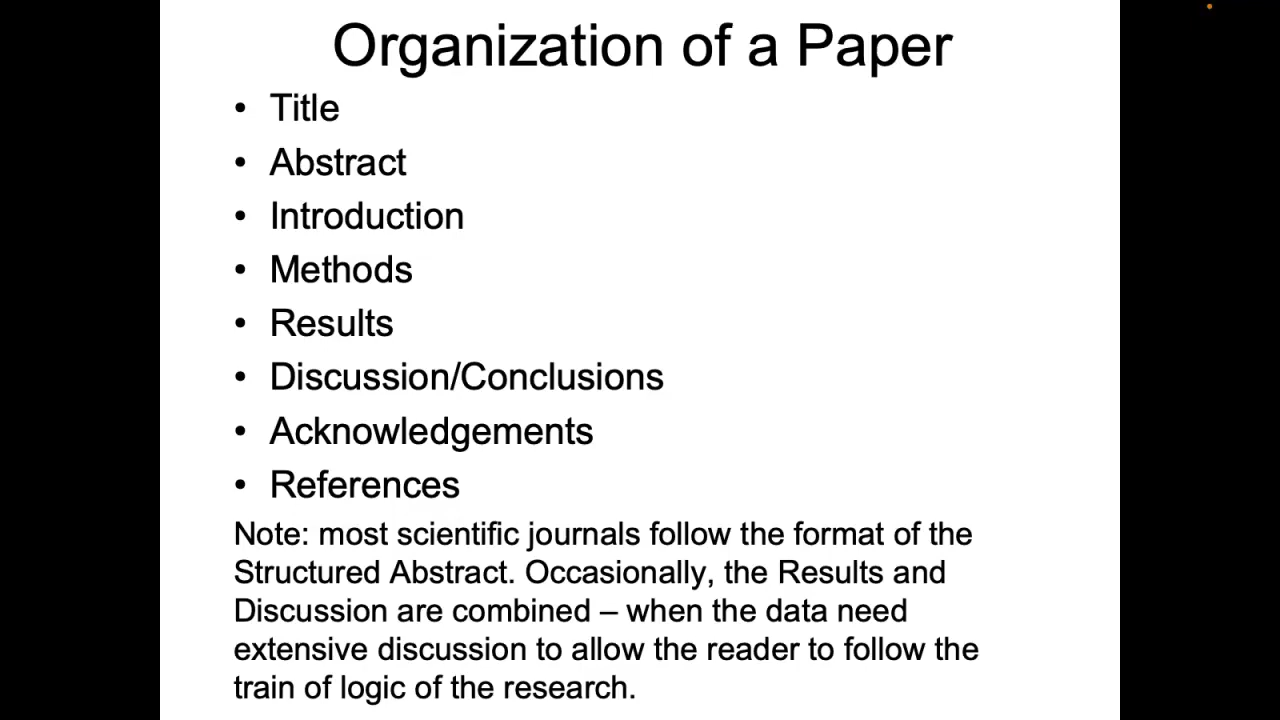 Organization of a Paper
• Title
• Abstract
• Introduction
• Methods
• Results
• Discussion/Conclusions
• Acknowledgements
• References
Note: most scientific journals follow the format of the
Structured Abstract. Occasionally, the Results and
Discussion are combined – when the data need
extensive discussion to allow the reader to follow the
train of logic of the research.